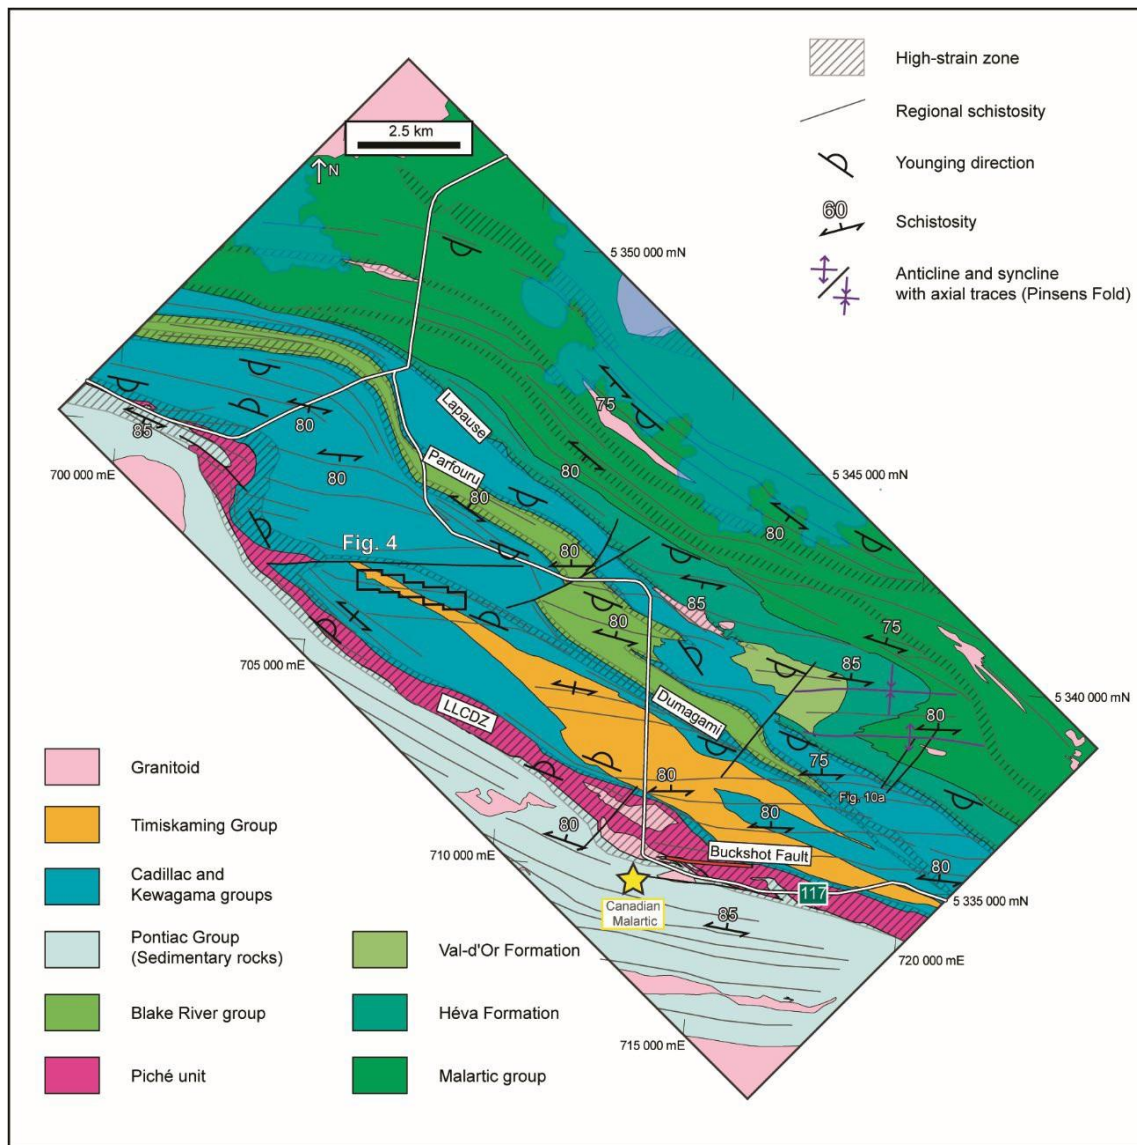 High-strain zone
Regional schistosity
Younging direction
60
Schistosity
Anticline and syncline
with axial traces (Pinsens Fold)
2.5 km
N
5 350 000 mN
Lapause
75
80
85
80
Parfouru
80
80
5 345 000 mN
700 000 mE
80
80
Fig. 4
80
85
80
75
85
705 000 mE
5 340 000 mN
LLCDZ
Dumagami
80
75
80
Fig. 10a
80
80
710 000 mE
Buckshot Fault
80
117
5 335 000 mN
Canadian
Malartic
85
720 000 mE
715 000 mE
Granitoid
Timiskaming Group
Cadillac and
Kewagama groups
Pontiac Group
(Sedimentary rocks)
Blake River group
Piché unit
Val-d'Or Formation
Héva Formation
Malartic group